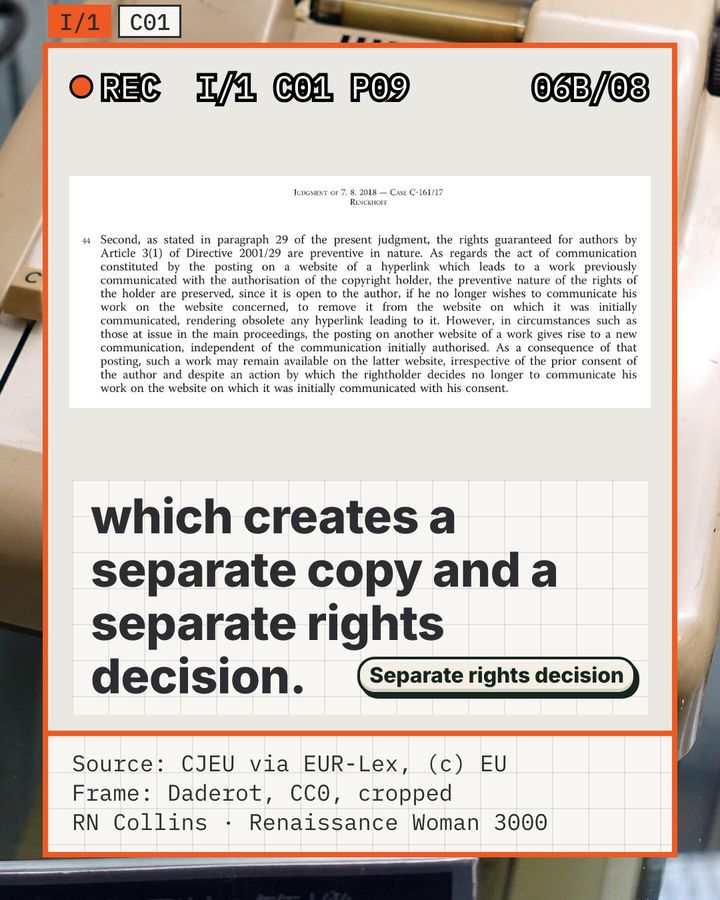 I/1 C01
REC I/1 C01 P09 06B/08
Judgment of 7. 8. 2018 — Case C-161/17
Renckhoff
44 Second, as stated in paragraph 29 of the present judgment, the rights guaranteed for authors by
Article 3(1) of Directive 2001/29 are preventive in nature. As regards the act of communication
constituted by the posting on a website of a hyperlink which leads to a work previously
communicated with the authorisation of the copyright holder, the preventive nature of the rights of
the holder are preserved, since it is open to the author, if he no longer wishes to communicate his
work on the website concerned, to remove it from the website on which it was initially
communicated, rendering obsolete any hyperlink leading to it. However, in circumstances such as
those at issue in the main proceedings, the posting on another website of a work gives rise to a new
communication, independent of the communication initially authorised. As a consequence of that
posting, such a work may remain available on the latter website, irrespective of the prior consent of
the author and despite an action by which the rightholder decides no longer to communicate his
work on the website on which it was initially communicated with his consent.
which creates a
separate copy and a
separate rights
decision.
Separate rights decision
Source: CJEU via EUR-Lex, (c) EU
Frame: Daderot, CC0, cropped
RN Collins · Renaissance Woman 3000